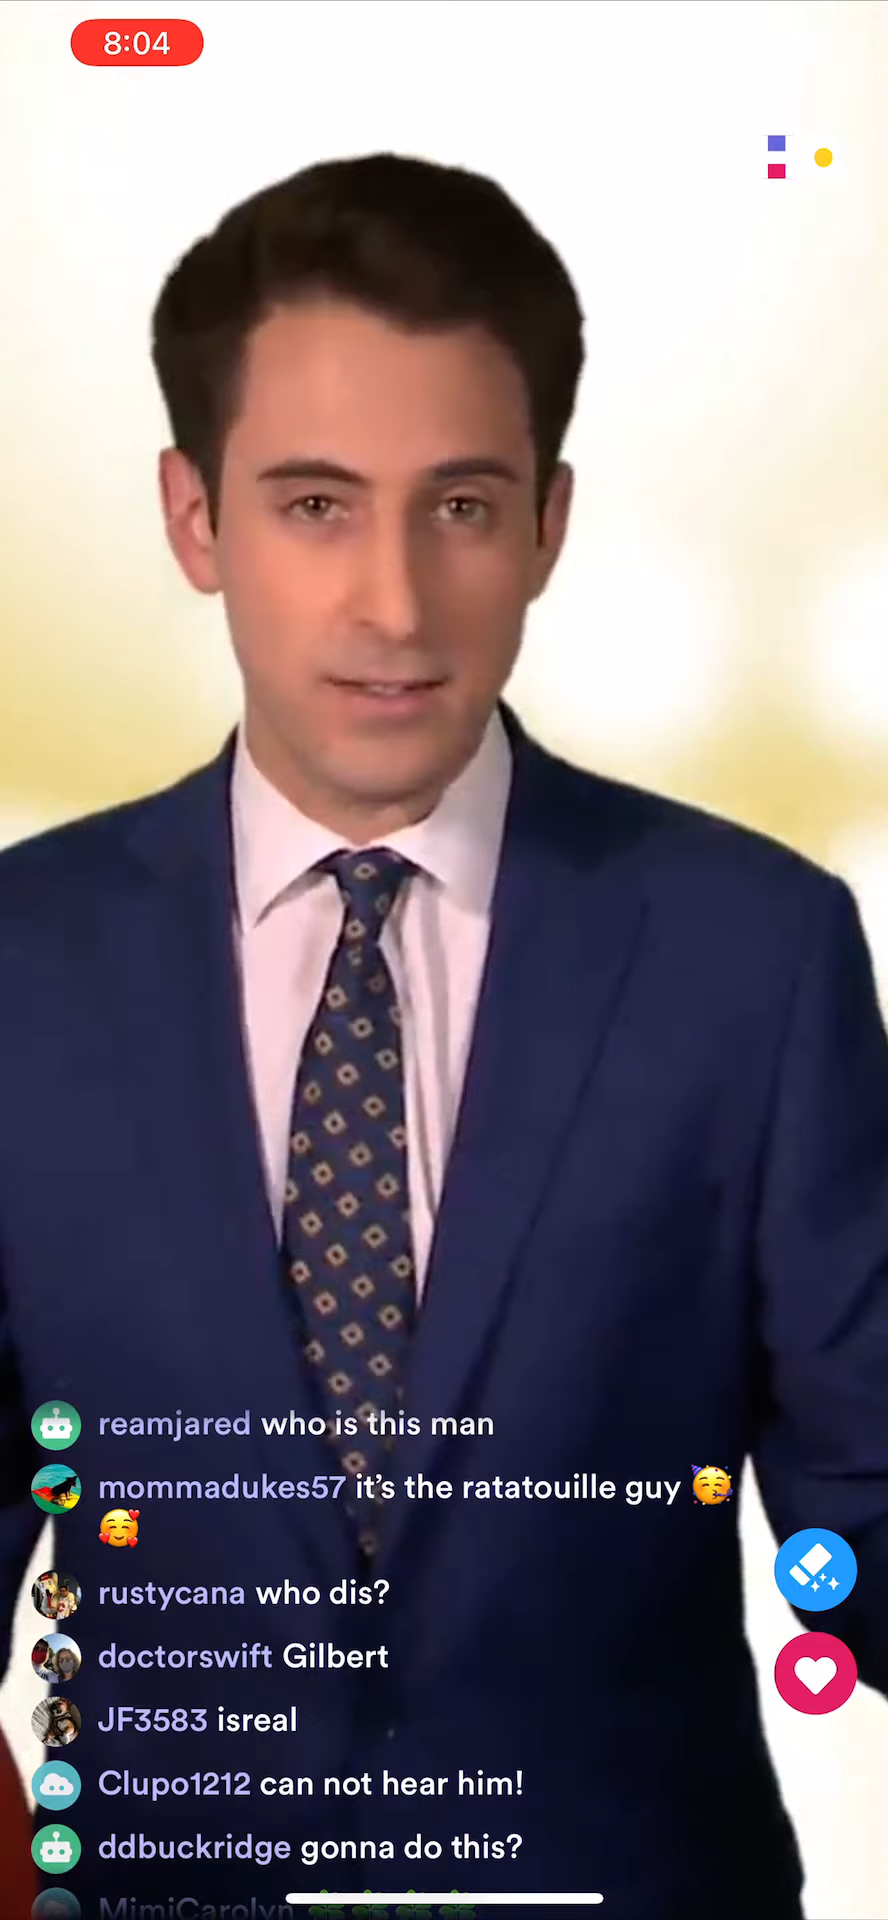 8:04
reamjared who is this man
mommadukes57 it’s the ratatouille guy 🥳
🥰
rustycana who dis?
doctorswift Gilbert
JF3583 isreal
Clupo1212 can not hear him!
ddbuckridge gonna do this?
MimiCarolyn 🍀 🍀 🍀 🍀